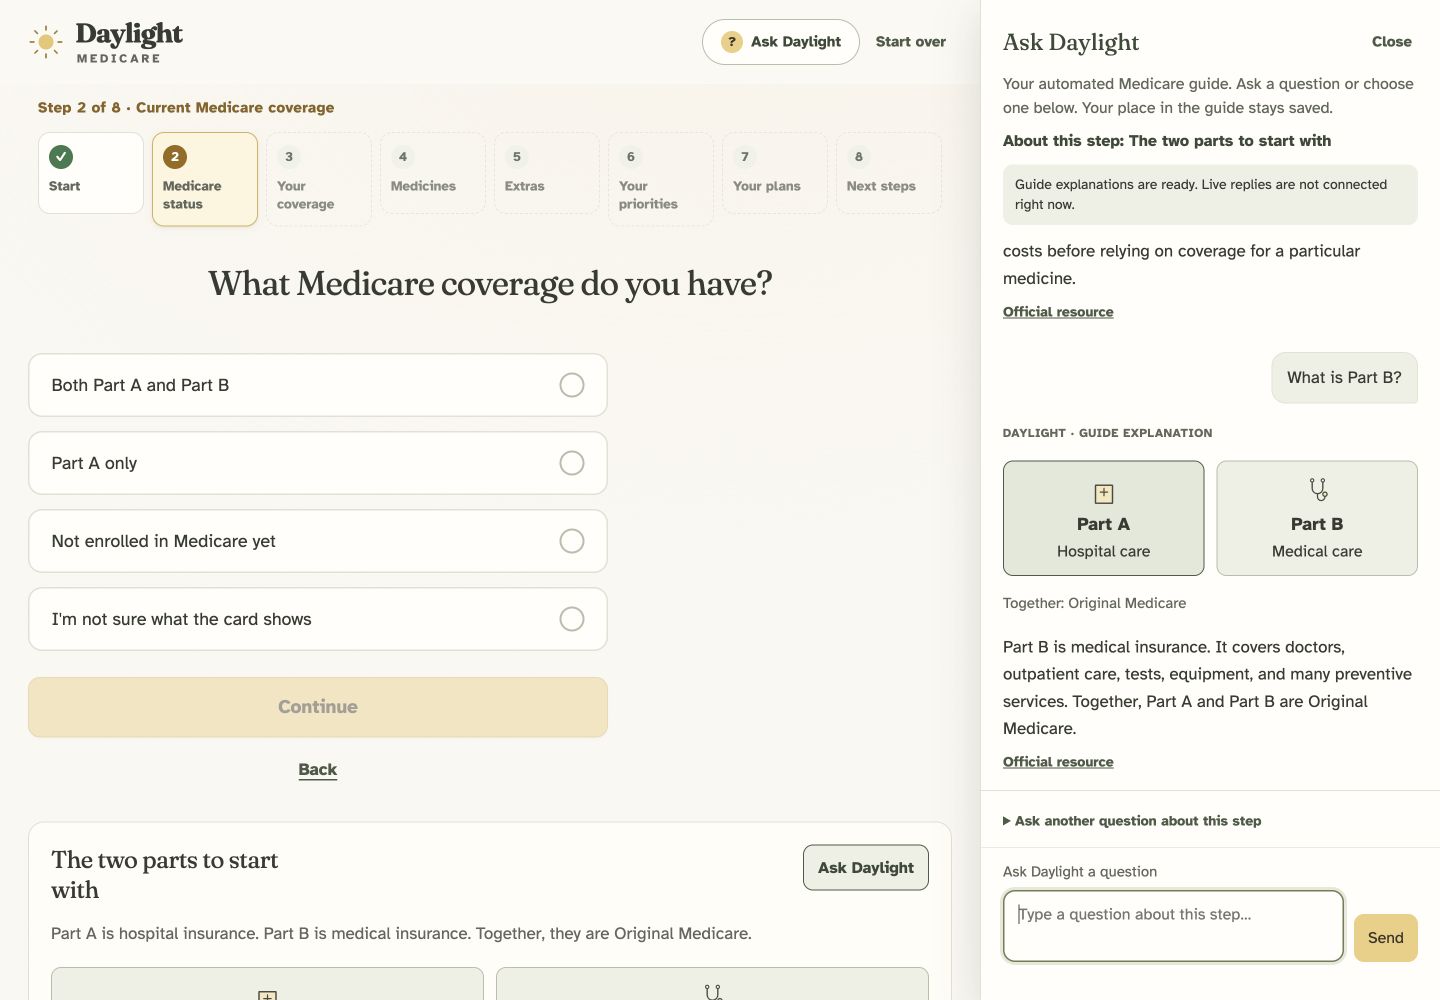 Daylight
MEDICARE
? Ask Daylight
Start over
Step 2 of 8 · Current Medicare coverage
Start
2
Medicare
status
3
Your
coverage
4
Medicines
5
Extras
6
Your
priorities
7
Your plans
8
Next steps
What Medicare coverage do you have?
Both Part A and Part B
Part A only
Not enrolled in Medicare yet
I'm not sure what the card shows
Continue
Back
The two parts to start
with
Ask Daylight
Part A is hospital insurance. Part B is medical insurance. Together, they are Original Medicare.
Ask Daylight
Close
Your automated Medicare guide. Ask a question or choose
one below. Your place in the guide stays saved.
About this step: The two parts to start with
Guide explanations are ready. Live replies are not connected
right now.
costs before relying on coverage for a particular
medicine.
Official resource
What is Part B?
DAYLIGHT · GUIDE EXPLANATION
Part A
Hospital care
Part B
Medical care
Together: Original Medicare
Part B is medical insurance. It covers doctors,
outpatient care, tests, equipment, and many preventive
services. Together, Part A and Part B are Original
Medicare.
Official resource
Ask another question about this step
Ask Daylight a question
Type a question about this step...
Send